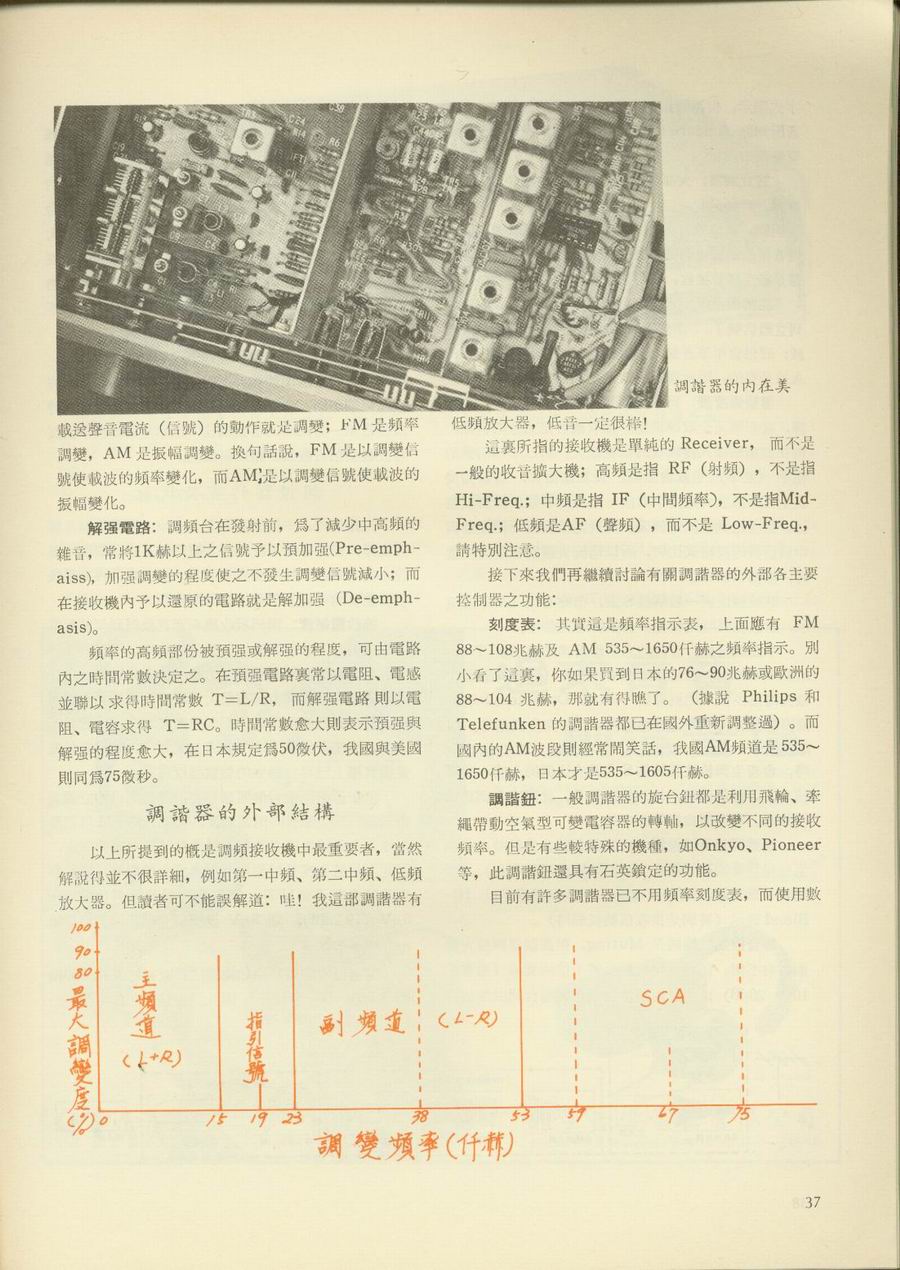 調諧器的內在美
載送聲音電流（信號）的動作就是調變；FM 是頻率
調變，AM 是振幅調變。換句話說，FM 是以調變信
號使載波的頻率變化，而AM是以調變信號使載波的
振幅變化。
解强電路：調頻台在發射前，爲了減少中高頻的
雜音，常將1K赫以上之信號予以預加强(Pre-emph-
aiss)，加强調變的程度使之不發生調變信號減小；而
在接收機內予以還原的電路就是解加强（De-emph-
asis)。
頻率的高頻部份被預强或解强的程度，可由電路
內之時間常數決定之。在預强電路裏常以電阻、電感
並聯以求得時間常數 T=L/R，而解强電路則以電
阻、電容求得 T=RC。時間常數愈大則表示預强與
解强的程度愈大，在日本規定爲50微伏，我國與美國
則同爲75微秒。
調諧器的外部結構
以上所提到的概是調頻接收機中最重要者，當然
解說得並不很詳細，例如第一中頻、第二中頻、低頻
放大器。但讀者可不能誤解道：哇！我這部調諧器有
低頻放大器，低音一定很棒！
這裏所指的接收機是單純的 Receiver，而不是
一般的收音擴大機；高頻是指 RF（射頻），不是指
Hi-Freq.；中頻是指 IF（中間頻率），不是指Mid-
Freq.；低頻是AF（聲頻），而不是 Low-Freq.，
請特別注意。
接下來我們再繼續討論有關調諧器的外部各主要
控制器之功能：
刻度表：其實這是頻率指示表，上面應有 FM
88～108兆赫及 AM 535～1650仟赫之頻率指示。別
小看了這裏，你如果買到日本的76～90兆赫或歐洲的
88～104 兆赫，那就有得瞧了。（據說 Philips 和
Telefunken 的調諧器都已在國外重新調整過）。而
國內的AM波段則經常鬧笑話，我國AM頻道是 535～
1650仟赫，日本才是535～1605仟赫。
調諧鈕：一般調諧器的旋台鈕都是利用飛輪、牽
繩帶動空氣型可變電容器的轉軸，以改變不同的接收
頻率。但是有些較特殊的機種，如Onkyo、Pioneer
等，此調諧鈕還具有石英鎖定的功能。
目前有許多調諧器已不用頻率刻度表，而使用數
100
90
80
最大調變度(%)
主頻道
(L+R)
指引信號
副頻道 (L-R)
SCA
0 15 19 23 38 53 59 67 75
調變頻率(仟赫)
37